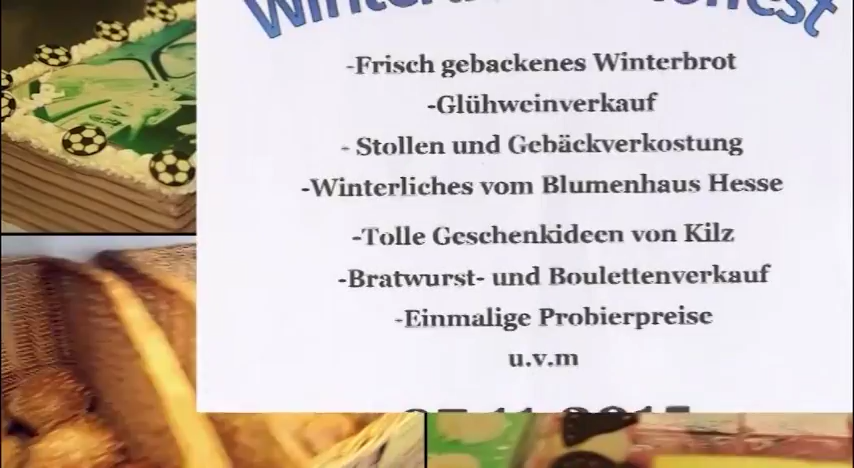 -Frisch gebackenes Winterbrot
-Glühweinverkauf
- Stollen und Gebäckverkostung
-Winterliches vom Blumenhaus Hesse
-Tolle Geschenkideen von Kilz
-Bratwurst- und Boulettenverkauf
-Einmalige Probierpreise
u.v.m